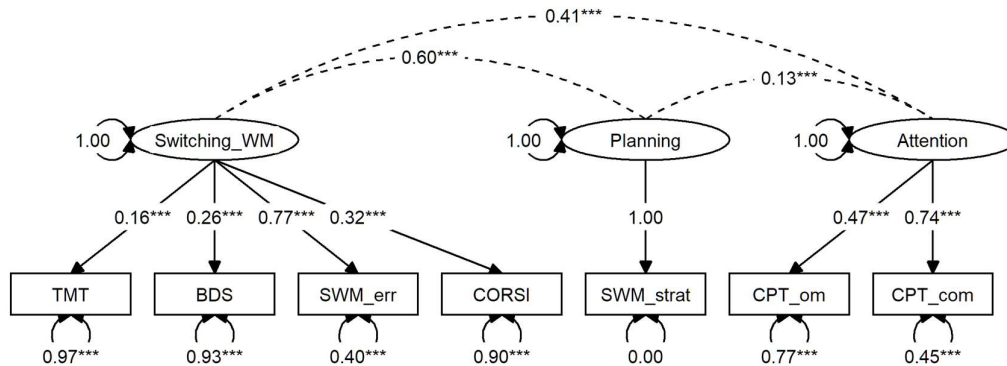 0.41***
0.60***
0.13***
1.00 Switching_WM 1.00 Planning 1.00 Attention
0.16*** 0.26*** 0.77*** 0.32*** 1.00 0.47*** 0.74***
TMT BDS SWM_err CORSI SWM_strat CPT_om CPT_com
0.97*** 0.93*** 0.40*** 0.90*** 0.00 0.77*** 0.45***